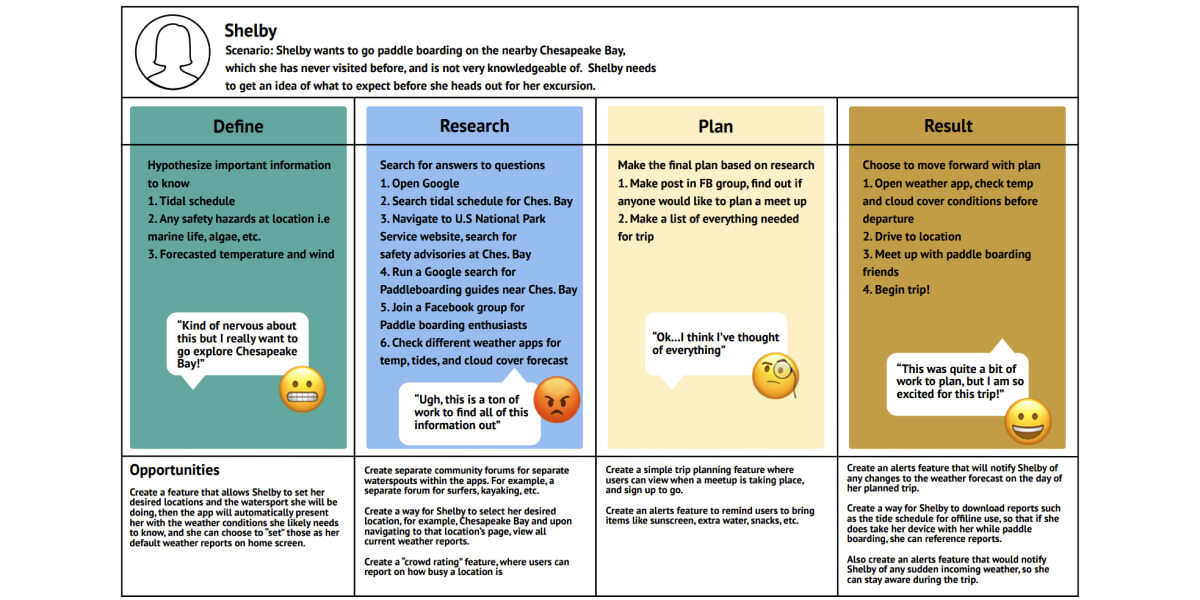 Shelby
Scenario: Shelby wants to go paddle boarding on the nearby Chesapeake Bay,
which she has never visited before, and is not very knowledgeable of.  Shelby needs
to get an idea of what to expect before she heads out for her excursion.
Define
Hypothesize important information
to know
1. Tidal schedule
2. Any safety hazards at location i.e
marine life, algae, etc.
3. Forecasted temperature and wind
“Kind of nervous about
this but I really want to
go explore Chesapeake
Bay!”
Research
Search for answers to questions
1. Open Google
2. Search tidal schedule for Ches. Bay
3. Navigate to U.S National Park
Service website, search for
safety advisories at Ches. Bay
4. Run a Google search for
Paddleboarding guides near Ches. Bay
5. Join a Facebook group for
Paddle boarding enthusiasts
6. Check different weather apps for
temp, tides, and cloud cover forecast
“Ugh, this is a ton of
work to find all of this
information out”
Plan
Make the final plan based on research
1. Make post in FB group, find out if
anyone would like to plan a meet up
2. Make a list of everything needed
for trip
“Ok...I think I’ve thought
of everything”
Result
Choose to move forward with plan
1. Open weather app, check temp
and cloud cover conditions before
departure
2. Drive to location
3. Meet up with paddle boarding
friends
4. Begin trip!
“This was quite a bit of
work to plan, but I am so
excited for this trip!”
Opportunities
Create a feature that allows Shelby to set her
desired locations and the watersport she will be
doing, then the app will automatically present
her with the weather conditions she likely needs
to know, and she can choose to “set” those as her
default weather reports on home screen.
Create separate community forums for separate
waterspouts within the apps. For example, a
separate forum for surfers, kayaking, etc.
Create a way for Shelby to select her desired
location, for example, Chesapeake Bay and upon
navigating to that location’s page, view all
current weather reports.
Create a “crowd rating” feature, where users can
report on how busy a location is
Create a simple trip planning feature where
users can view when a meetup is taking place,
and sign up to go.
Create an alerts feature to remind users to bring
items like sunscreen, extra water, snacks, etc.
Create an alerts feature that will notify Shelby of
any changes to the weather forecast on the day of
her planned trip.
Create a way for Shelby to download reports such
as the tide schedule for offiline use, so that if she
does take her device with her while paddle
boarding, she can reference reports.
Also create an alerts feature that would notify
Shelby of any sudden incoming weather, so she
can stay aware during the trip.